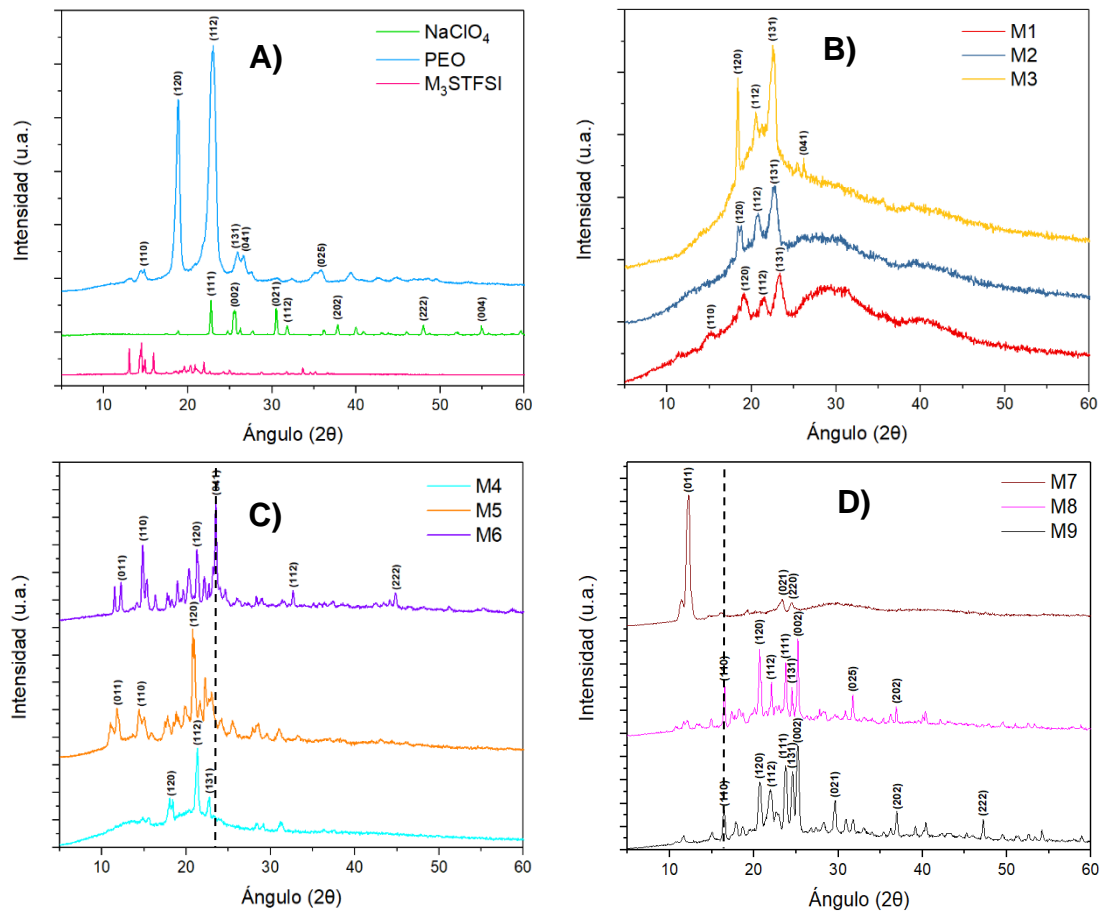 A)
NaClO4
PEO
M3STFSI
(112)
(120)
(110)
(131)
(041)
(025)
(111)
(002)
(021)
(112)
(202)
(222)
(004)
Intensidad (u.a.)
10 20 30 40 50 60
Ángulo (2θ)
B)
M1
M2
M3
(131)
(120)
(112)
(041)
(120)
(112)
(131)
(110)
(120)
(112)
(131)
Intensidad (u.a.)
10 20 30 40 50 60
Ángulo (2θ)
C)
M4
M5
M6
(041)
(011)
(110)
(120)
(112)
(222)
(120)
(011)
(110)
(112)
(120)
(131)
Intensidad (u.a.)
10 20 30 40 50 60
Ángulo (2θ)
D)
M7
M8
M9
(011)
(021)
(220)
(110)
(120)
(112)
(111)
(131)
(002)
(025)
(202)
(110)
(120)
(112)
(111)
(131)
(002)
(021)
(202)
(222)
Intensidad (u.a.)
10 20 30 40 50 60
Ángulo (2θ)